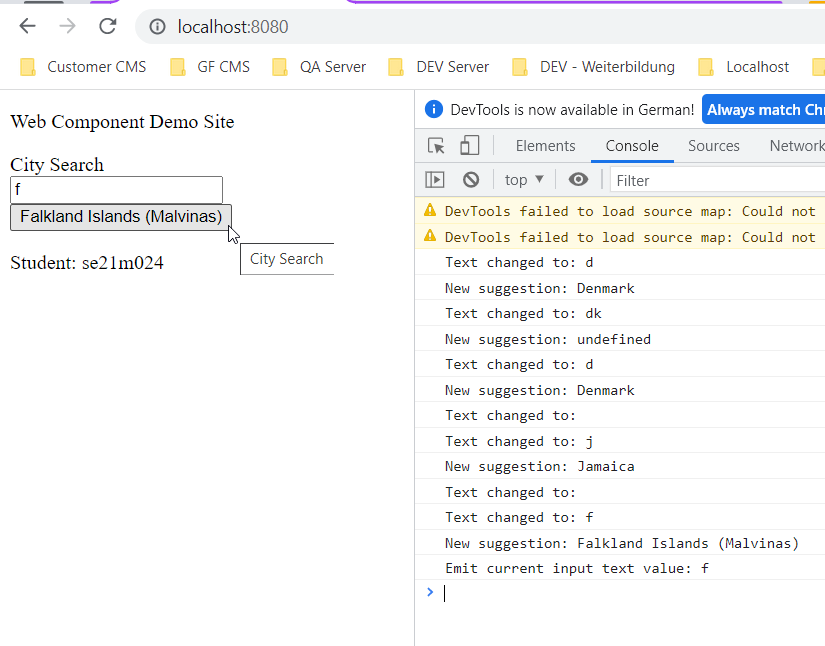 localhost:8080
Customer CMS GF CMS QA Server DEV Server DEV - Weiterbildung Localhost
Web Component Demo Site
City Search
f
Falkland Islands (Malvinas)
City Search
Student: se21m024
DevTools is now available in German! Always match Chr
Elements Console Sources Network
top Filter
DevTools failed to load source map: Could not
DevTools failed to load source map: Could not
Text changed to: d
New suggestion: Denmark
Text changed to: dk
New suggestion: undefined
Text changed to: d
New suggestion: Denmark
Text changed to:
Text changed to: j
New suggestion: Jamaica
Text changed to:
Text changed to: f
New suggestion: Falkland Islands (Malvinas)
Emit current input text value: f